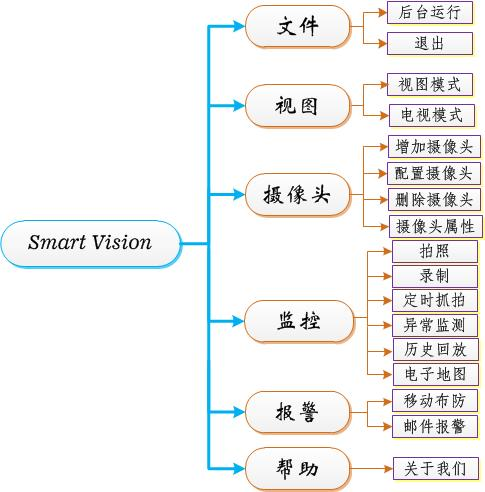 Smart Vision
文件
后台运行
退出
视图
视图模式
电视模式
摄像头
增加摄像头
配置摄像头
删除摄像头
摄像头属性
监控
拍照
录制
定时抓拍
异常监测
历史回放
电子地图
报警
移动布防
邮件报警
帮助
关于我们